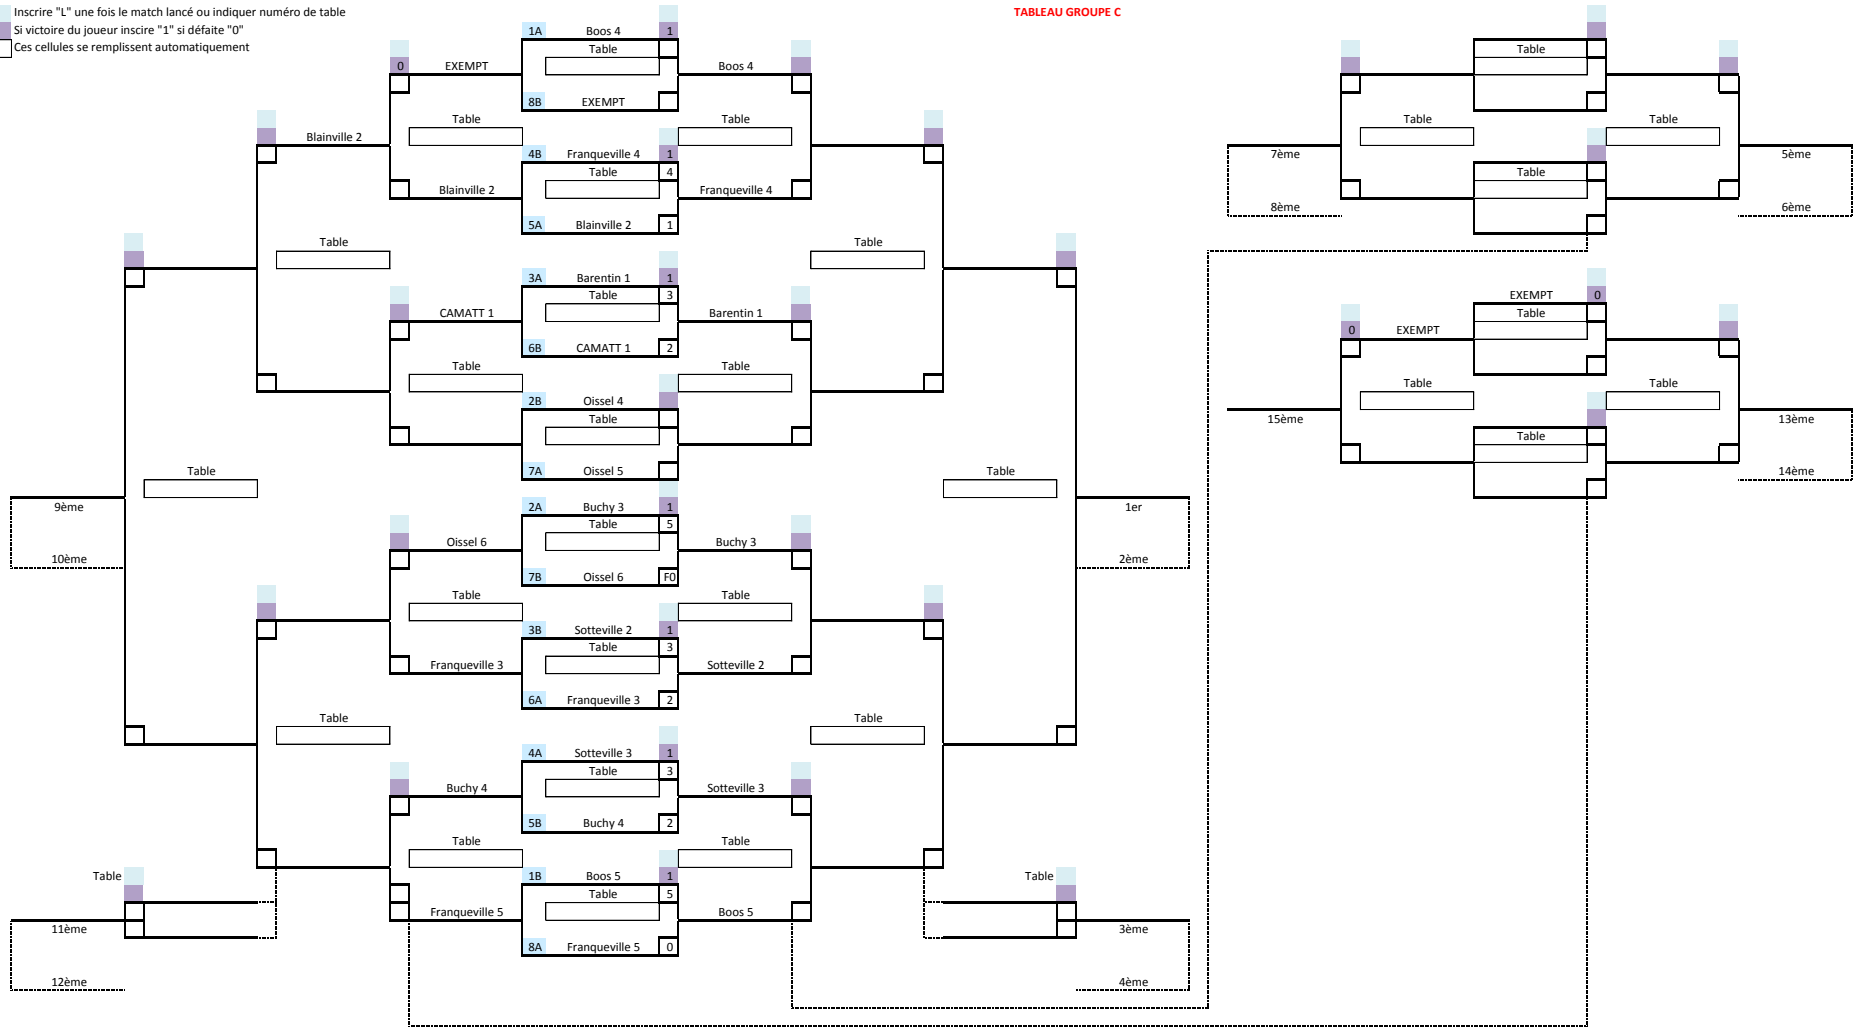 Inscrire "L" une fois le match lancé ou indiquer numéro de table
Si victoire du joueur inscrire "1" si défaite "0"
Ces cellules se remplissent automatiquement
TABLEAU GROUPE C
1A Boos 4 1
Table
Table
0 EXEMPT
Boos 4
8B EXEMPT
Table
Table
Table
Table
Blainville 2
4B Franqueville 4 1
7ème
5ème
Table 4
Table
Blainville 2
Franqueville 4
8ème
6ème
5A Blainville 2 1
Table
Table
3A Barentin 1 1
Table 3
EXEMPT 0
CAMATT 1
Barentin 1
Table
0 EXEMPT
6B CAMATT 1 2
Table
Table
Table
Table
2B Oissel 4
Table
15ème
13ème
Table
7A Oissel 5
Table
Table
14ème
9ème
2A Buchy 3 1
1er
Table 5
Oissel 6
Buchy 3
10ème
2ème
7B Oissel 6 F0
Table
Table
3B Sotteville 2 1
Table 3
Franqueville 3
Sotteville 2
6A Franqueville 3 2
Table
Table
4A Sotteville 3 1
Table 3
Buchy 4
Sotteville 3
5B Buchy 4 2
Table
Table
Table
1B Boos 5 1
Table
Table 5
Franqueville 5
Boos 5
11ème
3ème
8A Franqueville 5 0
12ème
4ème